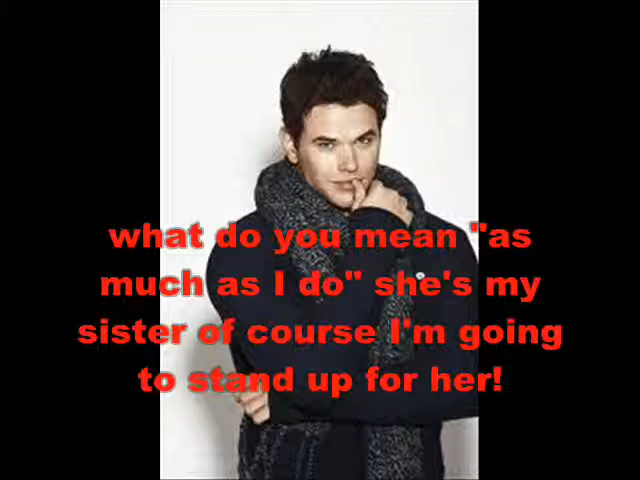 what do you mean "as
much as I do" she's my
sister of course I'm going
to stand up for her!